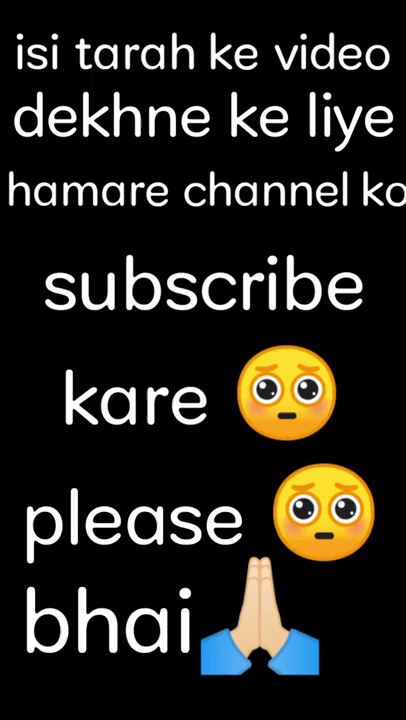 isi tarah ke video
dekhne ke liye
hamare channel ko
subscribe
kare 🥺
please 🥺
bhai🙏🏻